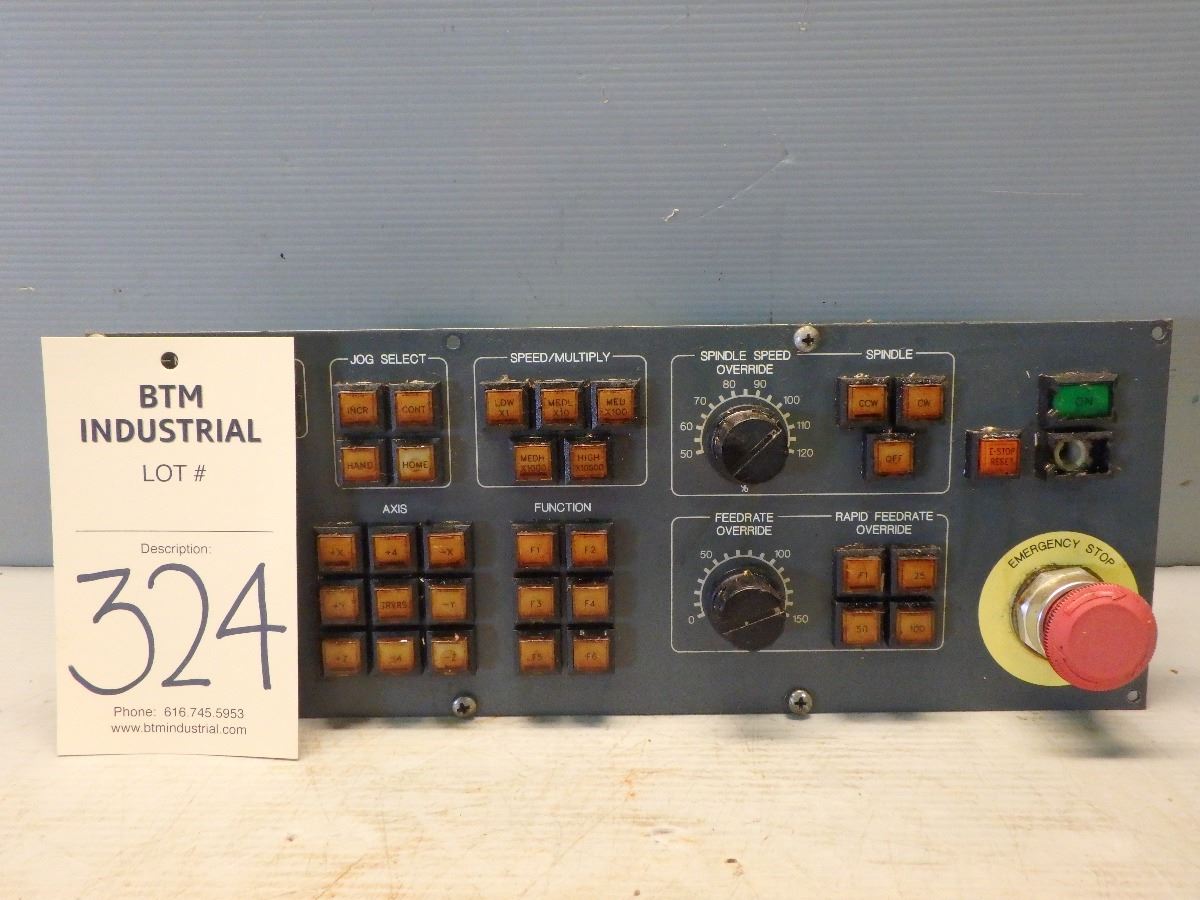 BTM
INDUSTRIAL
LOT #
Description:
324
Phone: 616.745.5953
www.btmindustrial.com
JOG SELECT
INCR CONT
HAND HOME
SPEED/MULTIPLY
LOW X1
MEDL X10
MED X100
MEDH X1000
HIGH X10000
SPINDLE SPEED
OVERRIDE
50 60 70 80 90 100 110 120
%
SPINDLE
CCW CW
OFF
ON
E-STOP
RESET
AXIS
+X +4 -X
+Y TRVRS -Y
+Z -4 -Z
FUNCTION
F1 F2
F3 F4
F5 F6
FEEDRATE
OVERRIDE
0 50 100 150
RAPID FEEDRATE
OVERRIDE
F1 25
50 100
EMERGENCY STOP